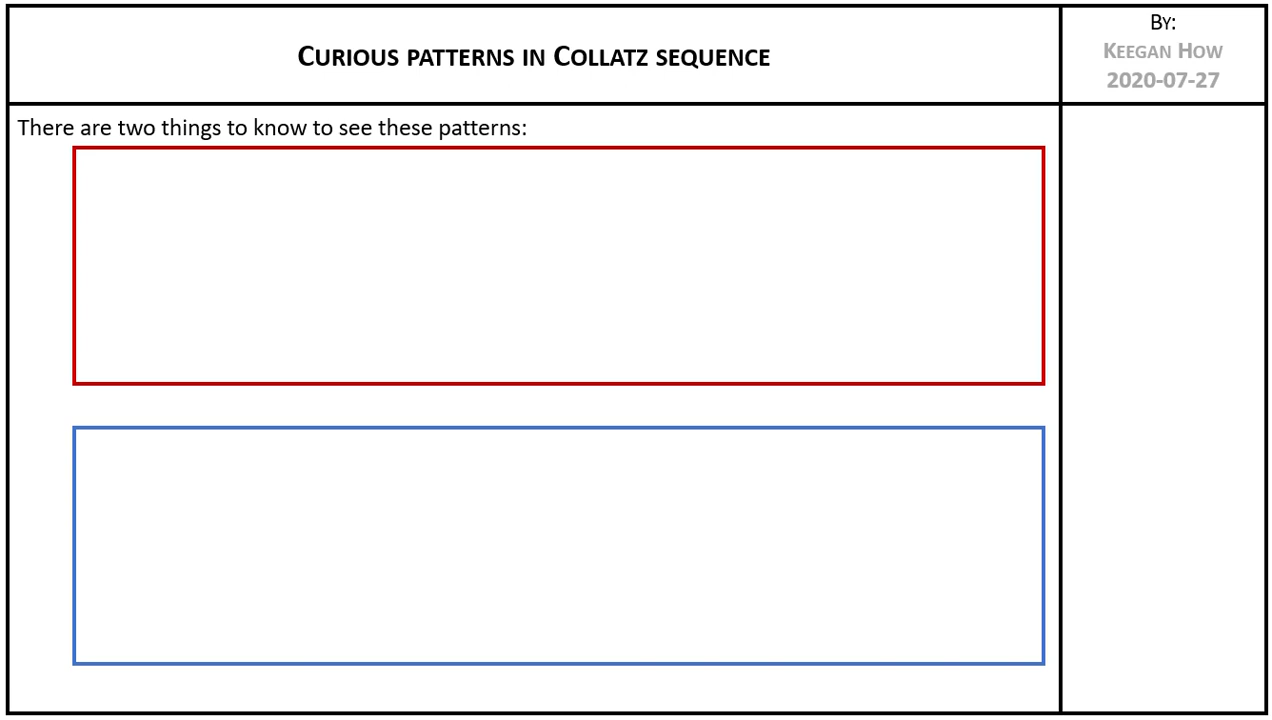 Curious patterns in Collatz sequence
By:
Keegan How
2020-07-27
There are two things to know to see these patterns: